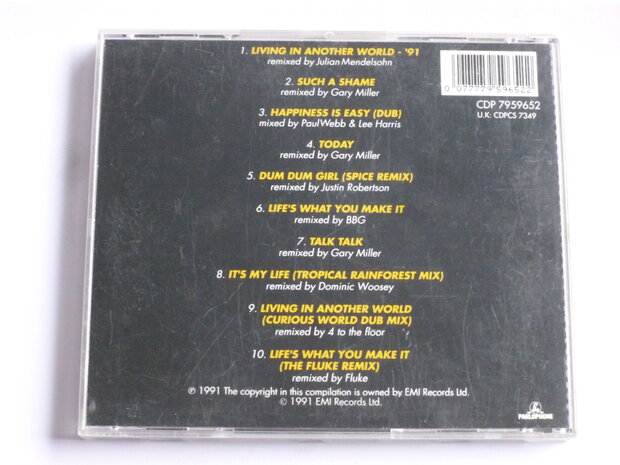 1. LIVING IN ANOTHER WORLD - '91
remixed by Julian Mendelsohn
2. SUCH A SHAME
remixed by Gary Miller
3. HAPPINESS IS EASY (DUB)
mixed by Paul Webb & Lee Harris
4. TODAY
remixed by Gary Miller
5. DUM DUM GIRL (SPICE REMIX)
remixed by Justin Robertson
6. LIFE'S WHAT YOU MAKE IT
remixed by BBG
7. TALK TALK
remixed by Gary Miller
8. IT'S MY LIFE (TROPICAL RAINFOREST MIX)
remixed by Dominic Woosey
9. LIVING IN ANOTHER WORLD
(CURIOUS WORLD DUB MIX)
remixed by 4 to the floor
10. LIFE'S WHAT YOU MAKE IT
(THE FLUKE REMIX)
remixed by Fluke
℗ 1991 The copyright in this compilation is owned by EMI Records Ltd.
© 1991 EMI Records Ltd.
0 077779 596522
CDP 7959652
U.K. CDPCS 7349
PARLOPHONE